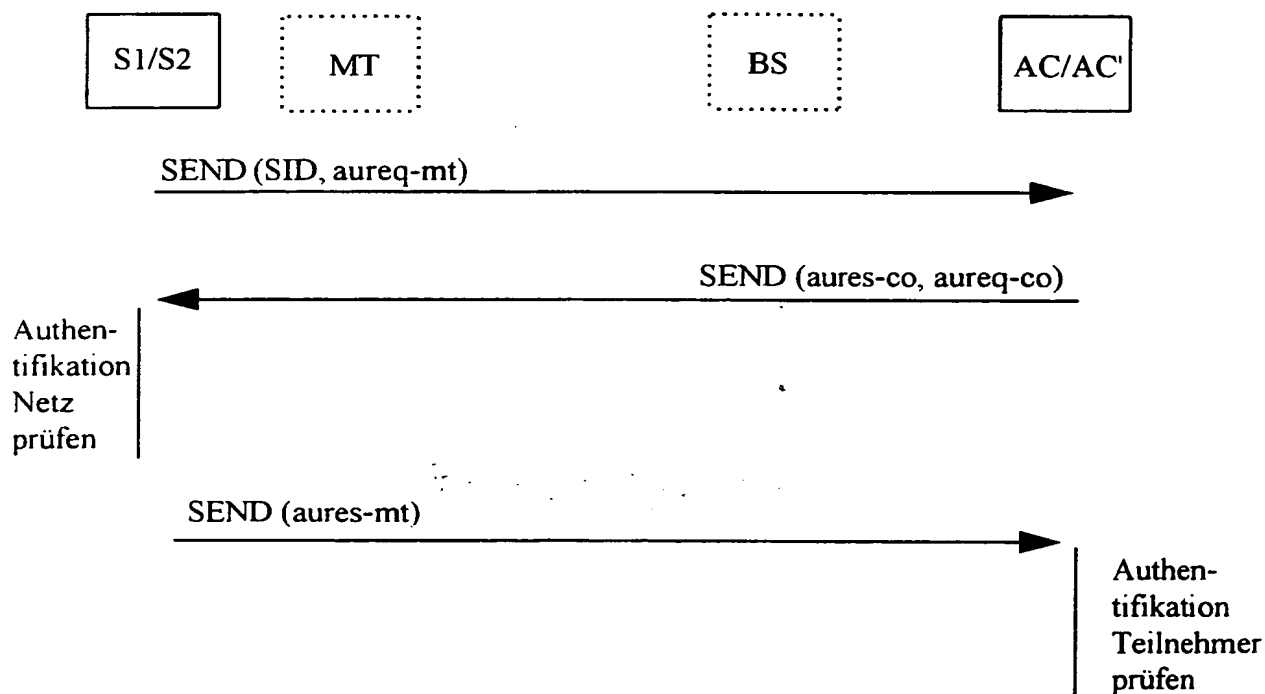 S1/S2
MT
BS
AC/AC'
SEND (SID, aureq-mt)
SEND (aures-co, aureq-co)
Authen-
tifikation
Netz
prüfen
SEND (aures-mt)
Authen-
tifikation
Teilnehmer
prüfen